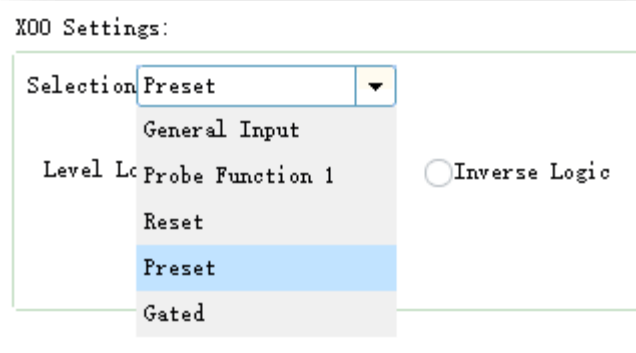 X00 Settings:
Selection Preset
General Input
Level Lo
Probe Function 1
Inverse Logic
Reset
Preset
Gated